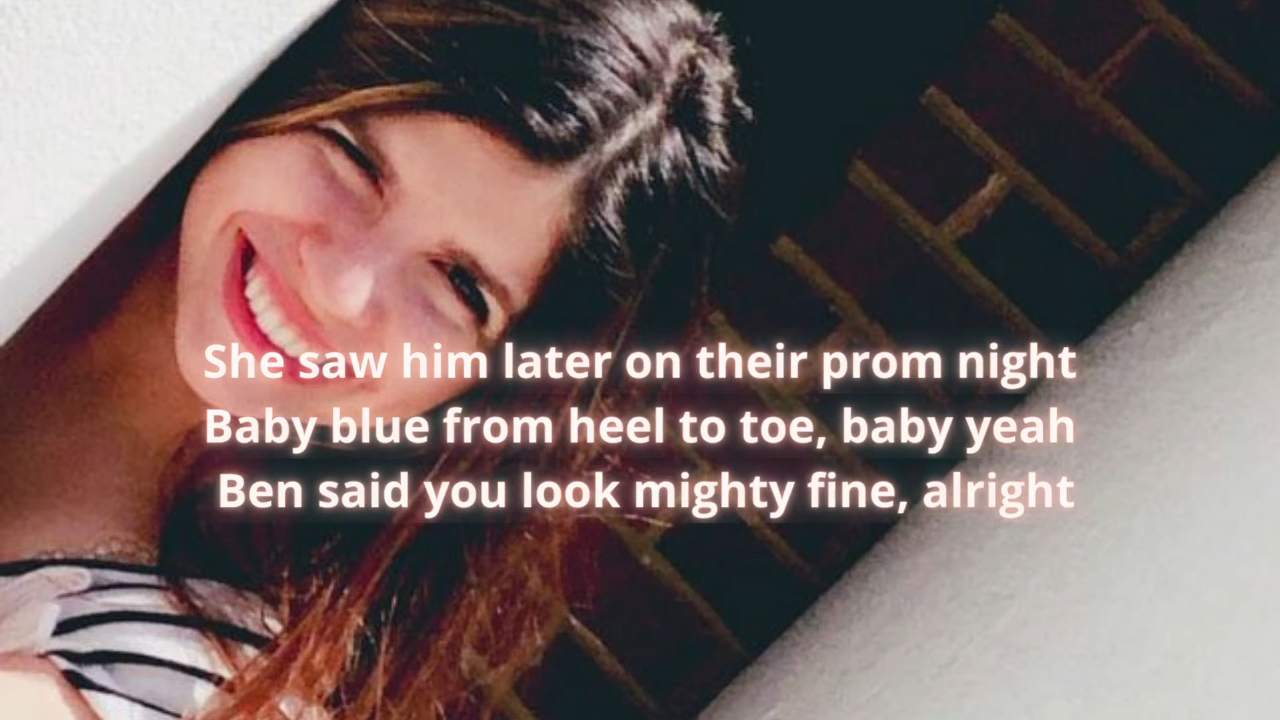 She saw him later on their prom night
Baby blue from heel to toe, baby yeah
Ben said you look mighty fine, alright